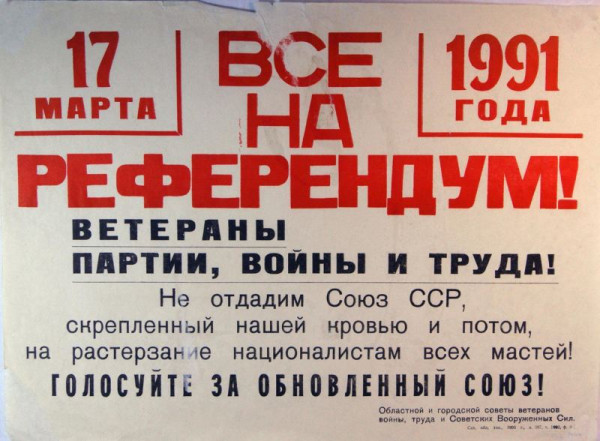 17 МАРТА
ВСЕ
1991 ГОДА
НА
РЕФЕРЕНДУМ!
ВЕТЕРАНЫ
ПАРТИИ, ВОЙНЫ И ТРУДА!
Не отдадим Союз ССР,
скрепленный нашей кровью и потом,
на растерзание националистам всех мастей!
ГОЛОСУЙТЕ ЗА ОБНОВЛЕННЫЙ СОЮЗ!
Областной и городской советы ветеранов
войны, труда и Советских Вооруженных Сил.